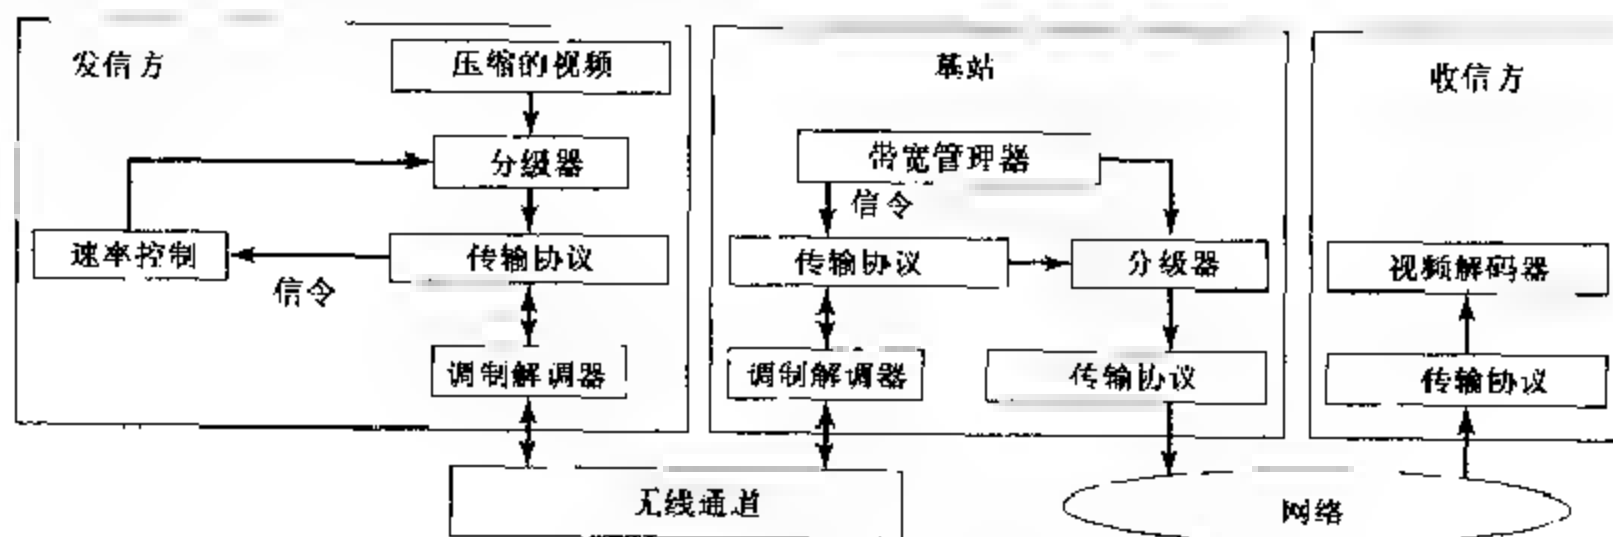 发信方
压缩的视频
分级器
速率控制
信令
传输协议
调制解调器
基站
带宽管理器
信令
传输协议
分级器
调制解调器
传输协议
收信方
视频解码器
传输协议
无线通道
网络